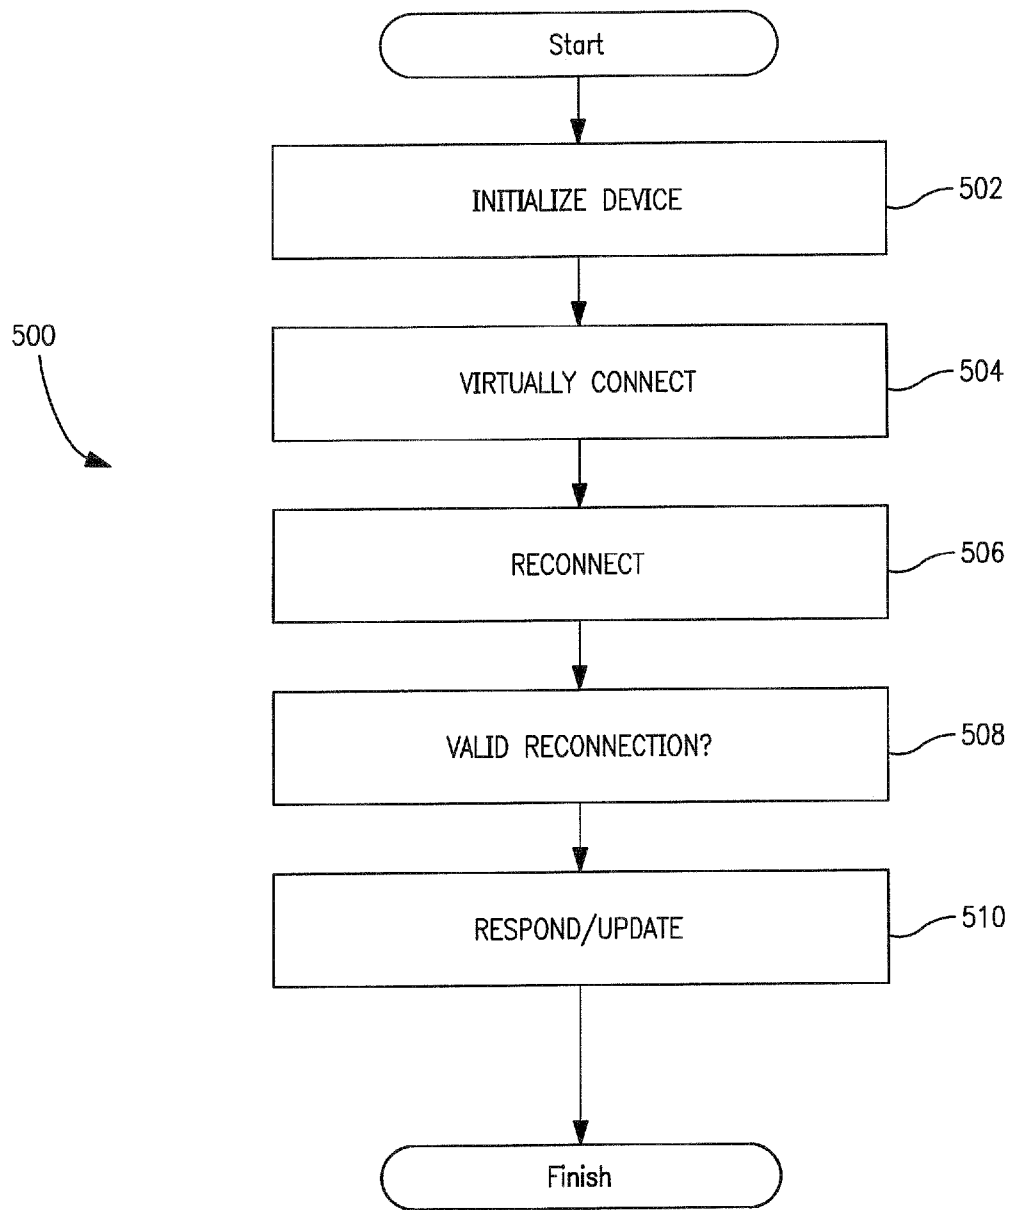 Start
INITIALIZE DEVICE
502
500
VIRTUALLY CONNECT
504
RECONNECT
506
VALID RECONNECTION?
508
RESPOND/UPDATE
510
Finish